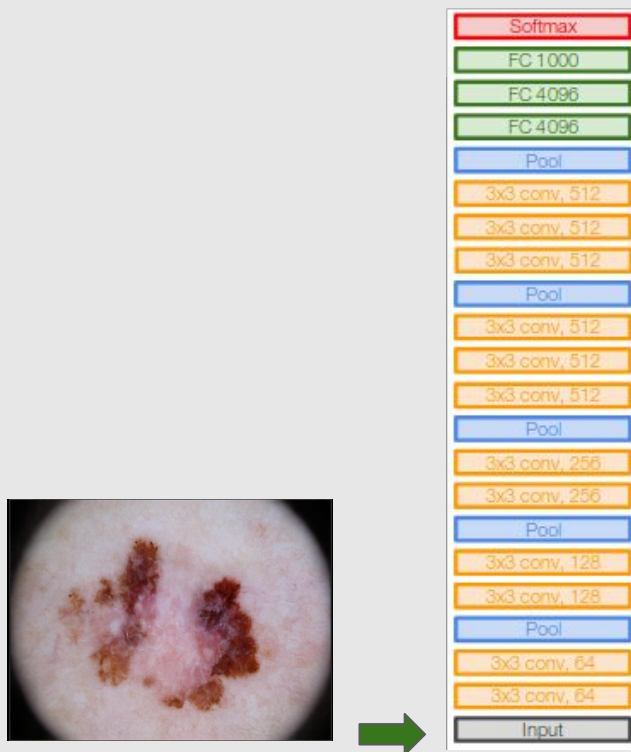 Softmax
FC 1000
FC 4096
FC 4096
Pool
3x3 conv, 512
3x3 conv, 512
3x3 conv, 512
Pool
3x3 conv, 512
3x3 conv, 512
3x3 conv, 512
Pool
3x3 conv, 256
3x3 conv, 256
Pool
3x3 conv, 128
3x3 conv, 128
Pool
3x3 conv, 64
3x3 conv, 64
Input